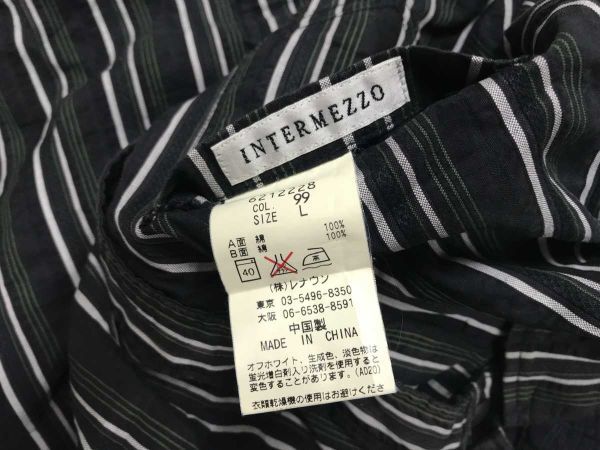 INTERMEZZO
6212228
COL. 99
SIZE L
A面 綿 100%
B面 綿 100%
40
(株)レナウン
東京 03-5496-8350
大阪 06-6538-8591
中国製
MADE IN CHINA
オフホワイト、生成色、淡色物は
蛍光増白剤入り洗剤を使用すると
変色することがあります。(A020)
衣類乾燥機の使用はお避けくださ